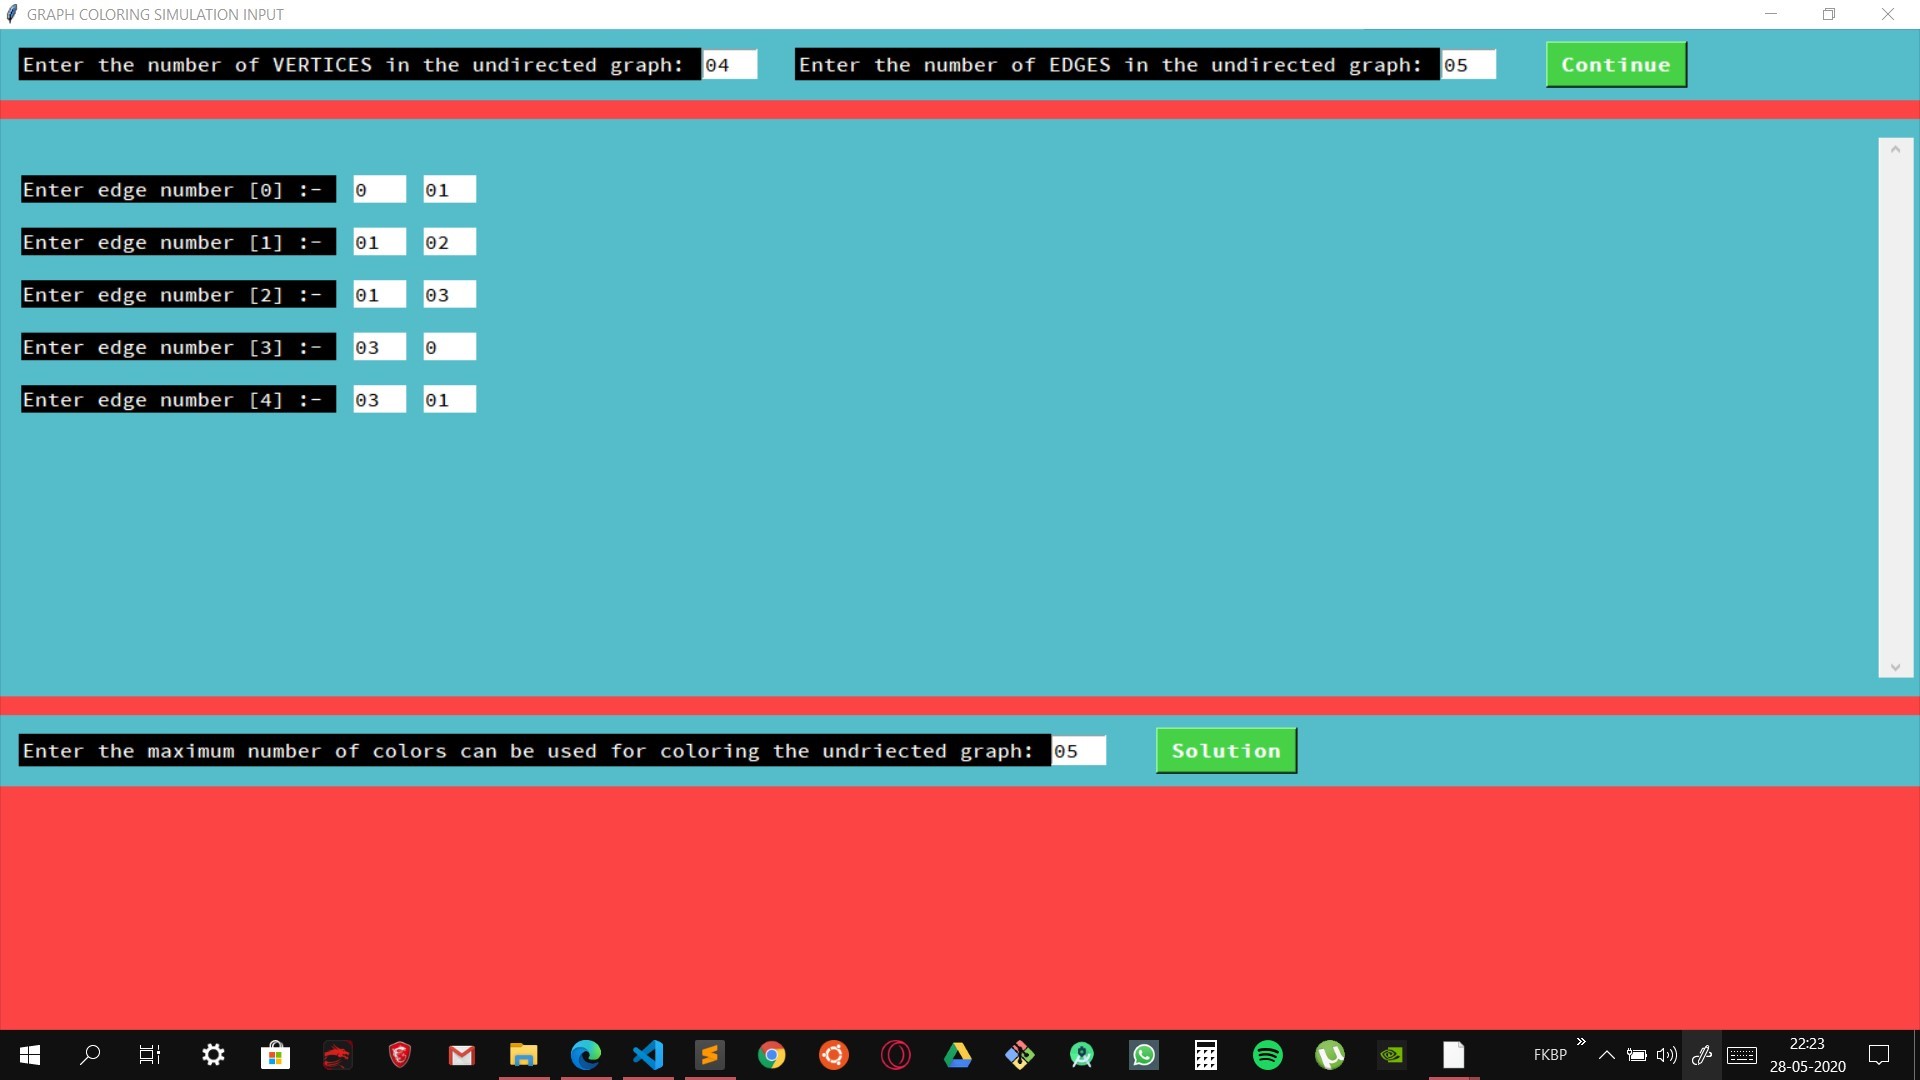 GRAPH COLORING SIMULATION INPUT
Enter the number of VERTICES in the undirected graph: 04 Enter the number of EDGES in the undirected graph: 05 Continue
Enter edge number [0] :- 0 01
Enter edge number [1] :- 01 02
Enter edge number [2] :- 01 03
Enter edge number [3] :- 03 0
Enter edge number [4] :- 03 01
Enter the maximum number of colors can be used for coloring the undriected graph: 05 Solution
FKBP
22:23
28-05-2020